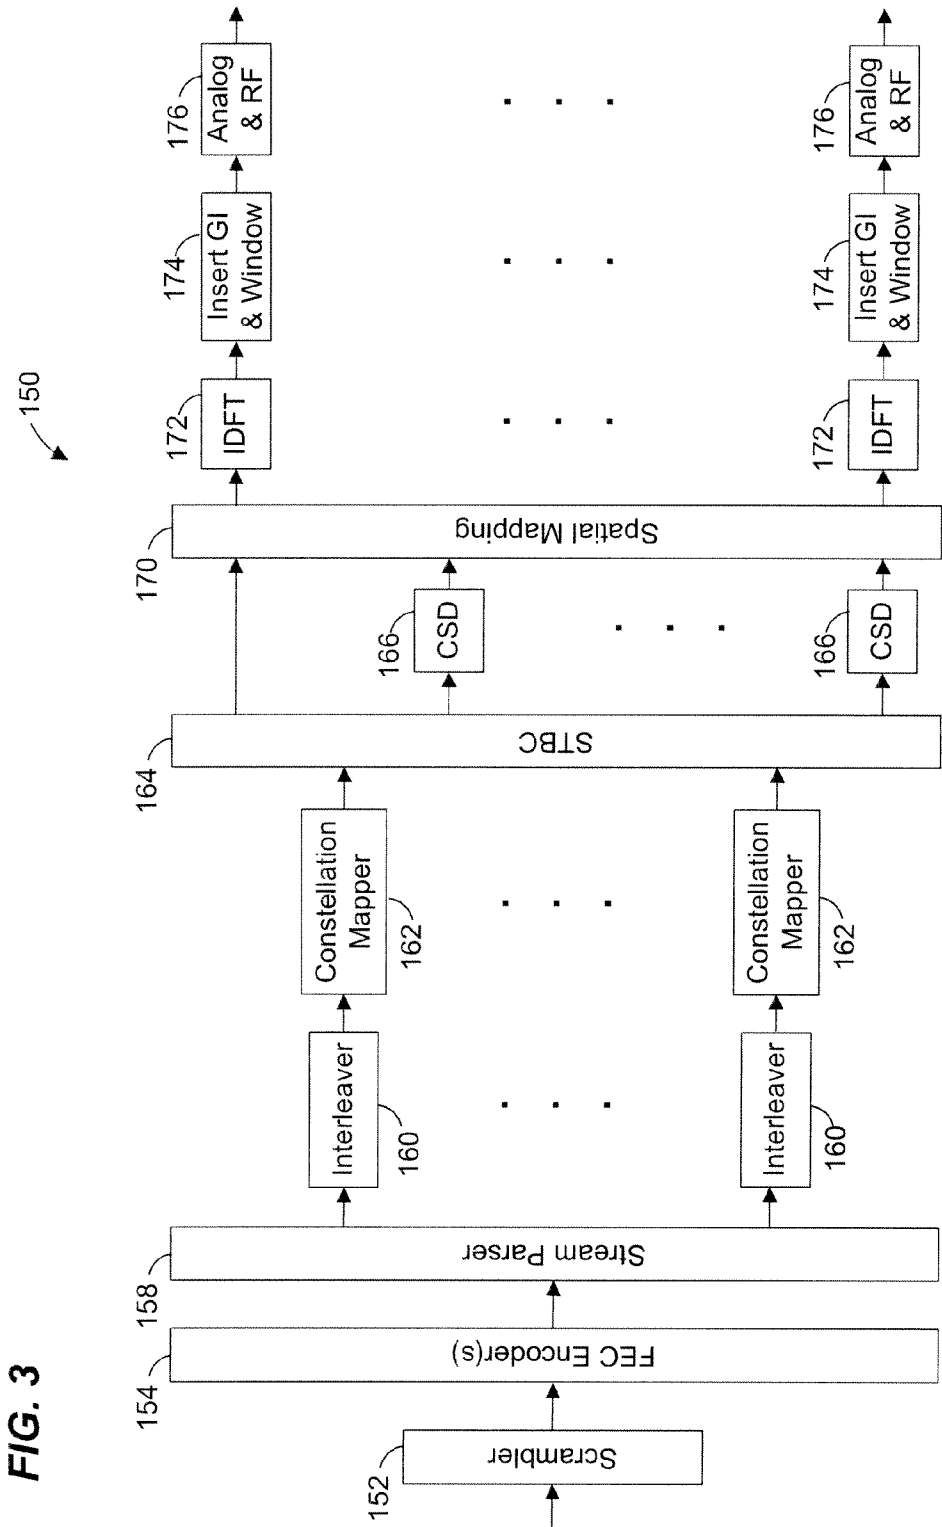 FIG. 3
150
152
Scrambler
154
FEC Encoder(s)
158
Stream Parser
Interleaver
160
Constellation
Mapper
162
Interleaver
160
Constellation
Mapper
162
164
STBC
166
CSD
166
CSD
170
Spatial Mapping
172
IDFT
174
Insert GI
& Window
176
Analog
& RF
172
IDFT
174
Insert GI
& Window
176
Analog
& RF